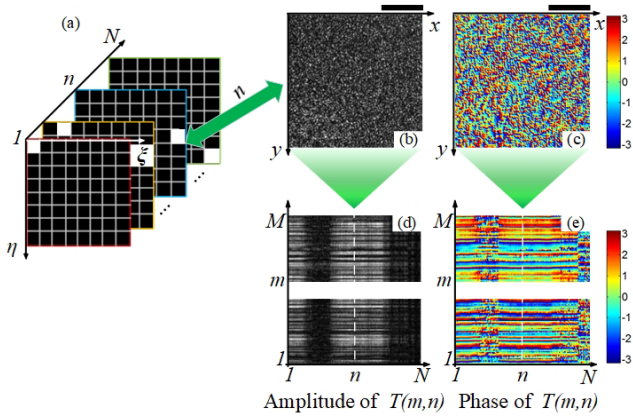 (a)
N
n
1
ξ
η
...
...
n
x
y
(b)
x
y
(c)
3
2
1
0
-1
-2
-3
M
m
1
(d)
1
n
N
Amplitude of T(m,n)
(e)
1
n
N
Phase of T(m,n)
3
2
1
0
-1
-2
-3